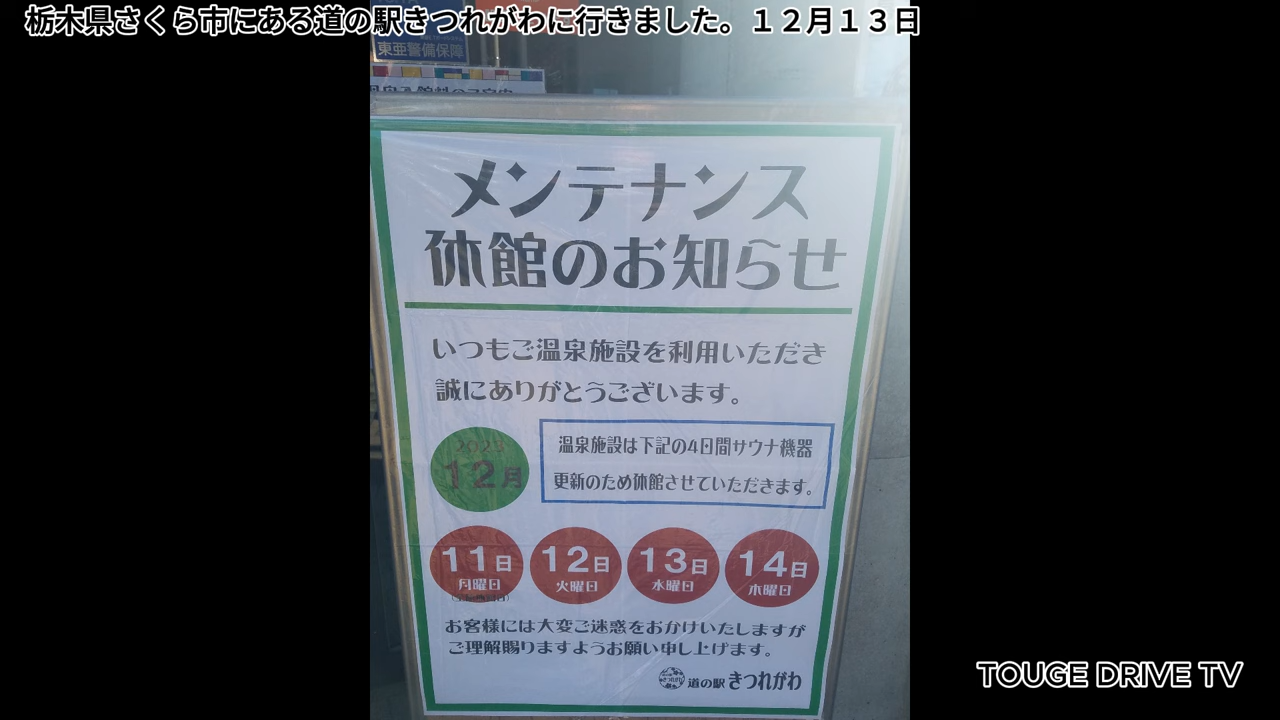 栃木県さくら市にある道の駅きつれがわに行きました。１２月１３日
東亜警備保障
メンテナンス
休館のお知らせ
いつもご温泉施設を利用いただき
誠にありがとうございます。
2023
12月
温泉施設は下記の4日間サウナ機器
更新のため休館させていただきます。
11日 12日 13日 14日
月曜日 火曜日 水曜日 木曜日
お客様には大変ご迷惑をおかけいたしますが
ご理解賜りますようお願い申し上げます。
道の駅 きつれがわ
TOUGE DRIVE TV